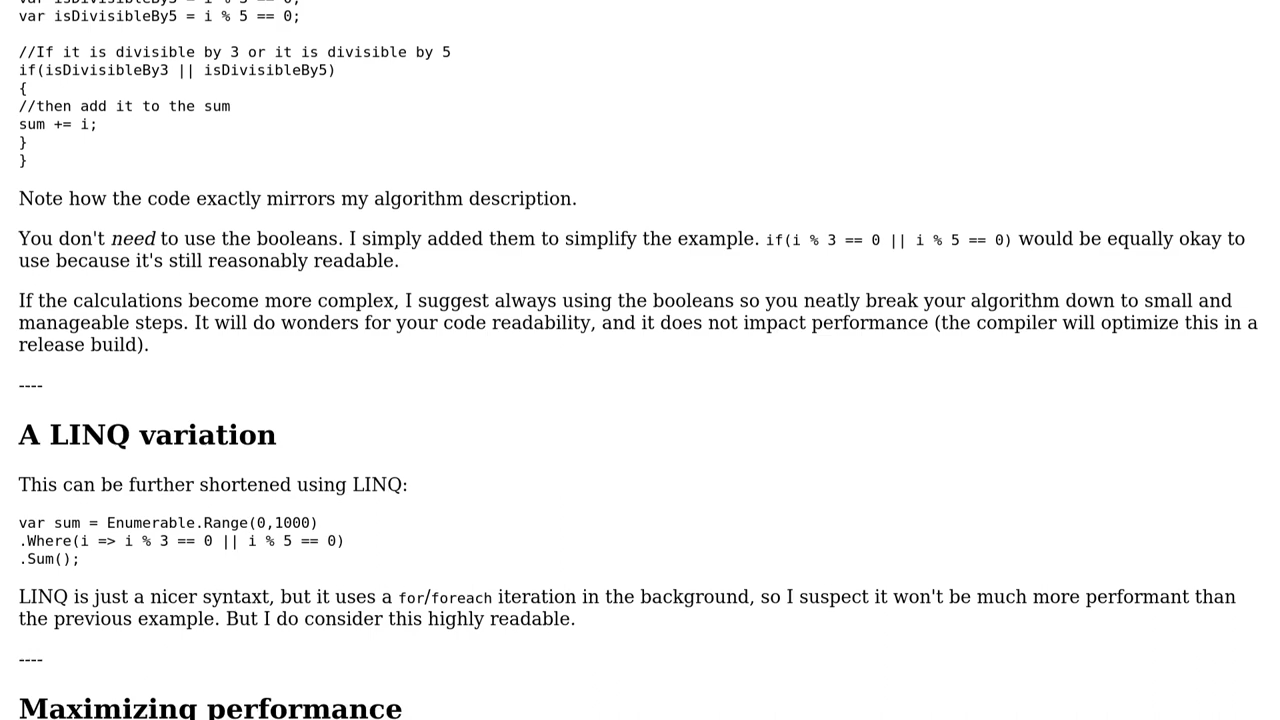 var isDivisibleBy5 = i % 5 == 0;
//If it is divisible by 3 or it is divisible by 5
if(isDivisibleBy3 || isDivisibleBy5)
{
//then add it to the sum
sum += i;
}
}
Note how the code exactly mirrors my algorithm description.
You don't need to use the booleans. I simply added them to simplify the example. if(i % 3 == 0 || i % 5 == 0) would be equally okay to
use because it's still reasonably readable.
If the calculations become more complex, I suggest always using the booleans so you neatly break your algorithm down to small and
manageable steps. It will do wonders for your code readability, and it does not impact performance (the compiler will optimize this in a
release build).
----
A LINQ variation
This can be further shortened using LINQ:
var sum = Enumerable.Range(0,1000)
.Where(i => i % 3 == 0 || i % 5 == 0)
.Sum();
LINQ is just a nicer syntaxt, but it uses a for/foreach iteration in the background, so I suspect it won't be much more performant than
the previous example. But I do consider this highly readable.
----
Maximizing performance